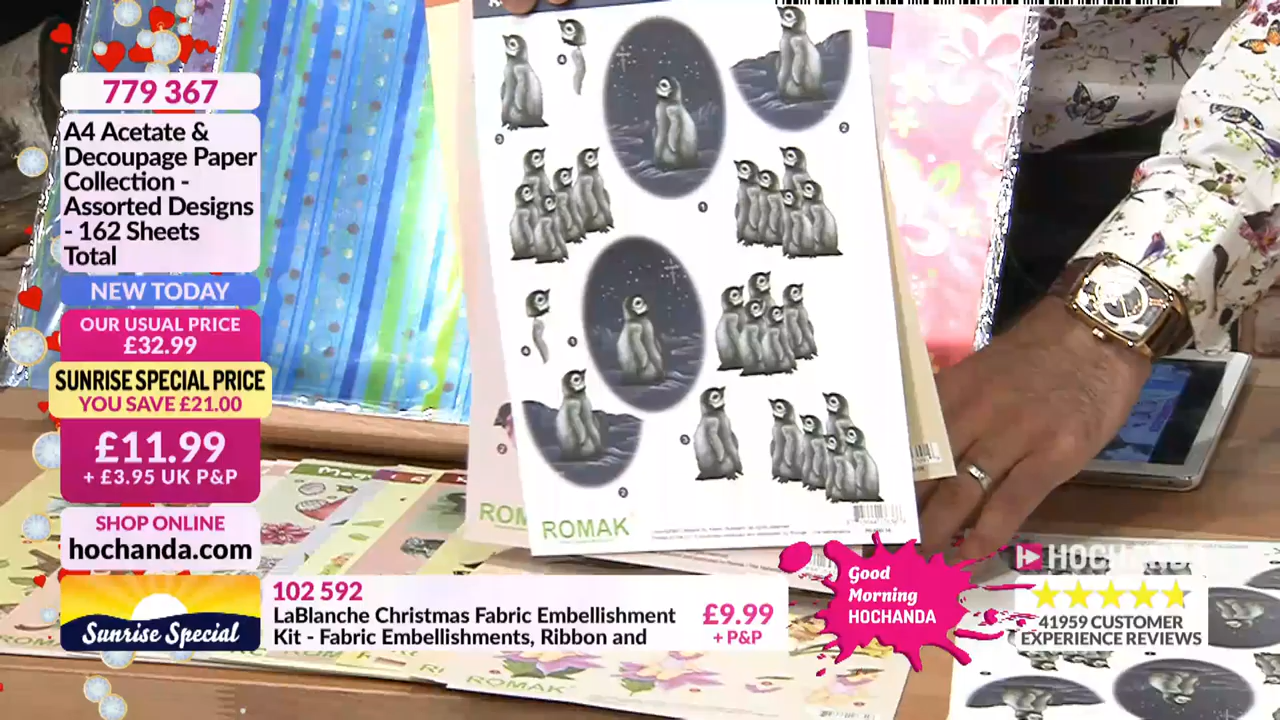 779 367
A4 Acetate &
Decoupage Paper
Collection -
Assorted Designs
- 162 Sheets
Total
NEW TODAY
OUR USUAL PRICE
£32.99
SUNRISE SPECIAL PRICE
YOU SAVE £21.00
£11.99
+ £3.95 UK P&P
SHOP ONLINE
hochanda.com
Sunrise Special
102 592
LaBlanche Christmas Fabric Embellishment
Kit - Fabric Embellishments, Ribbon and
£9.99
+ P&P
Good
Morning
HOCHANDA
HOCHANDA
41959 CUSTOMER
EXPERIENCE REVIEWS
ROMAK
ROM
ROMAK